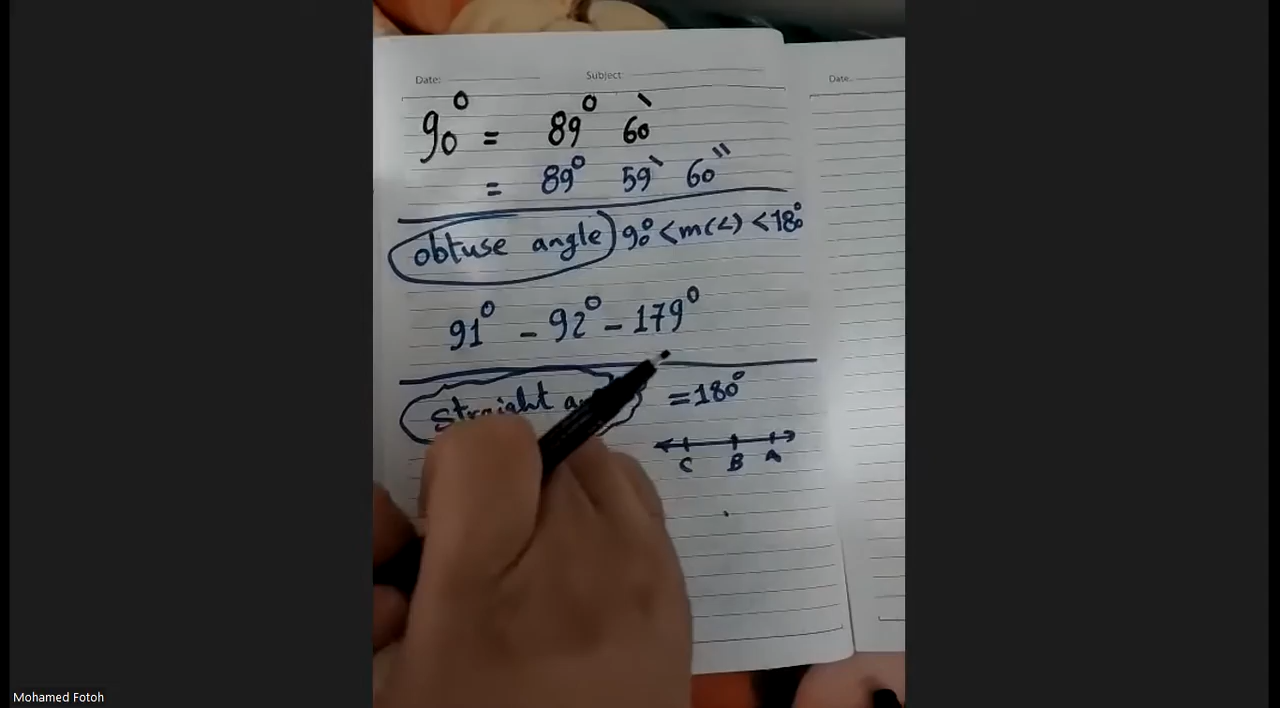 Date: Subject:
Date:
90° = 89° 60`
= 89° 59` 60``
obtuse angle 90° < m(∠) < 180°
91° - 92° - 179°
Straight = 180°
C B A
Mohamed Fotoh